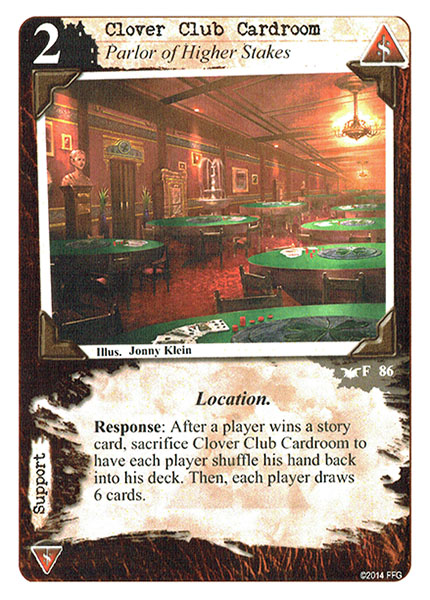 2
Clover Club Cardroom
Parlor of Higher Stakes
Illus. Jonny Klein
F 86
Location.
Response: After a player wins a story
card, sacrifice Clover Club Cardroom to
have each player shuffle his hand back
into his deck. Then, each player draws
6 cards.
Support
©2014 FFG